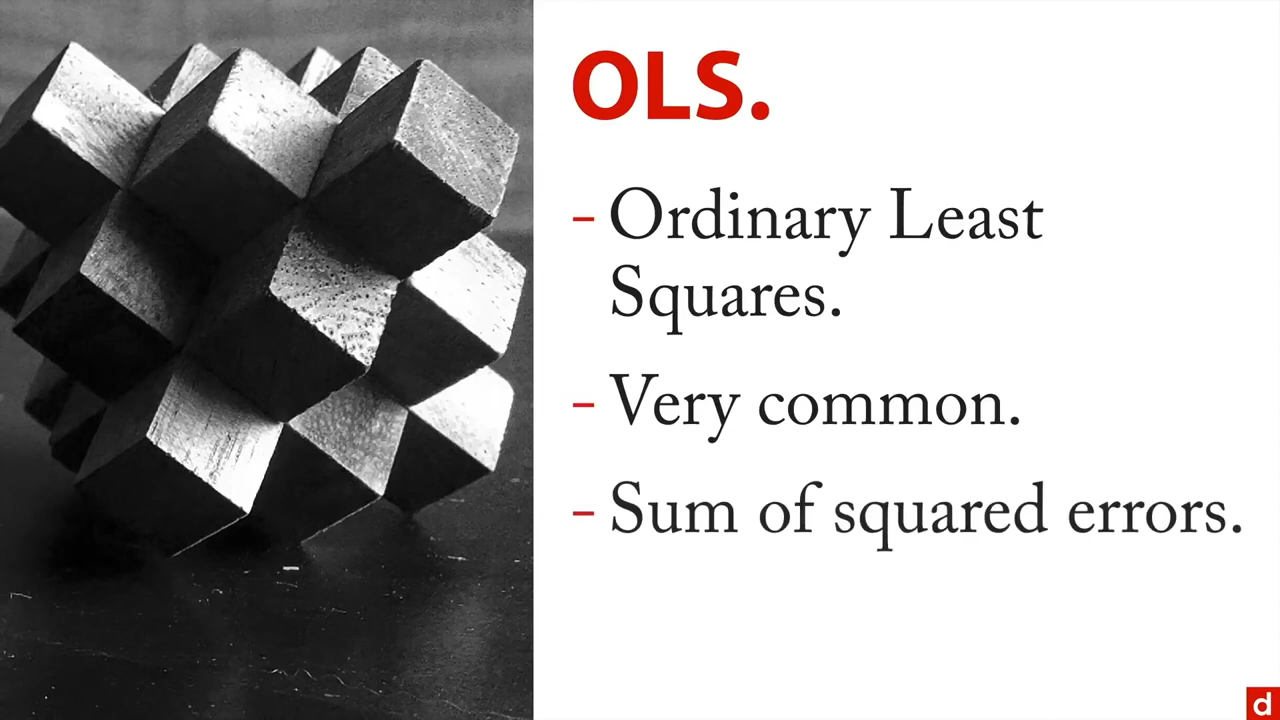 OLS.
- Ordinary Least
Squares.
- Very common.
- Sum of squared errors.
d